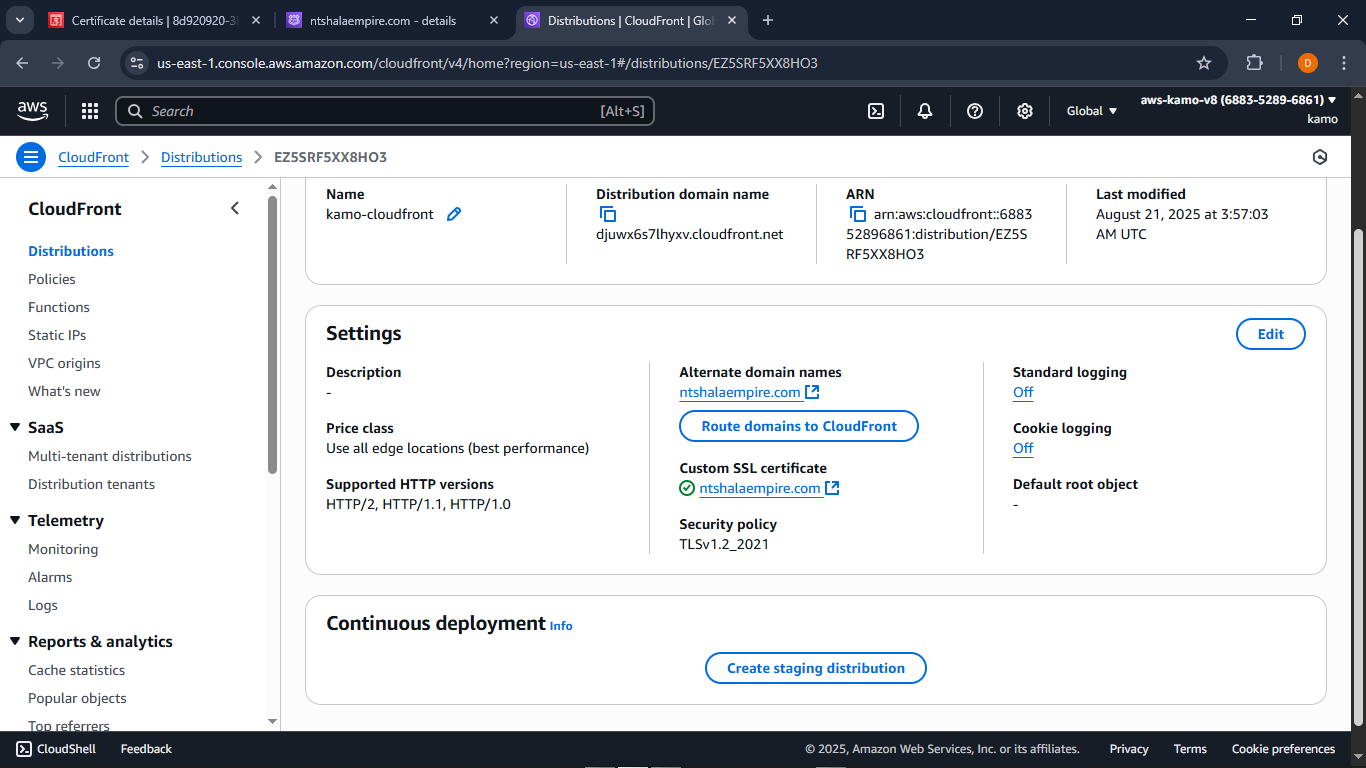 Certificate details | 8d920920-3
ntshalaempire.com - details
Distributions | CloudFront | Glo
us-east-1.console.aws.amazon.com/cloudfront/v4/home?region=us-east-1#/distributions/EZ5SRF5XX8HO3
D
aws
Search
[Alt+S]
Global
aws-kamo-v8 (6883-5289-6861)
kamo
CloudFront
Distributions
EZ5SRF5XX8HO3
CloudFront
Distributions
Policies
Functions
Static IPs
VPC origins
What's new
SaaS
Multi-tenant distributions
Distribution tenants
Telemetry
Monitoring
Alarms
Logs
Reports & analytics
Cache statistics
Popular objects
Top referrers
Name
kamo-cloudfront
Distribution domain name
djuwx6s7lhyxv.cloudfront.net
ARN
arn:aws:cloudfront::6883
52896861:distribution/EZ5S
RF5XX8HO3
Last modified
August 21, 2025 at 3:57:03
AM UTC
Settings
Edit
Description
-
Price class
Use all edge locations (best performance)
Supported HTTP versions
HTTP/2, HTTP/1.1, HTTP/1.0
Alternate domain names
ntshalaempire.com
Route domains to CloudFront
Custom SSL certificate
ntshalaempire.com
Security policy
TLSv1.2_2021
Standard logging
Off
Cookie logging
Off
Default root object
-
Continuous deployment Info
Create staging distribution
CloudShell
Feedback
© 2025, Amazon Web Services, Inc. or its affiliates.
Privacy
Terms
Cookie preferences